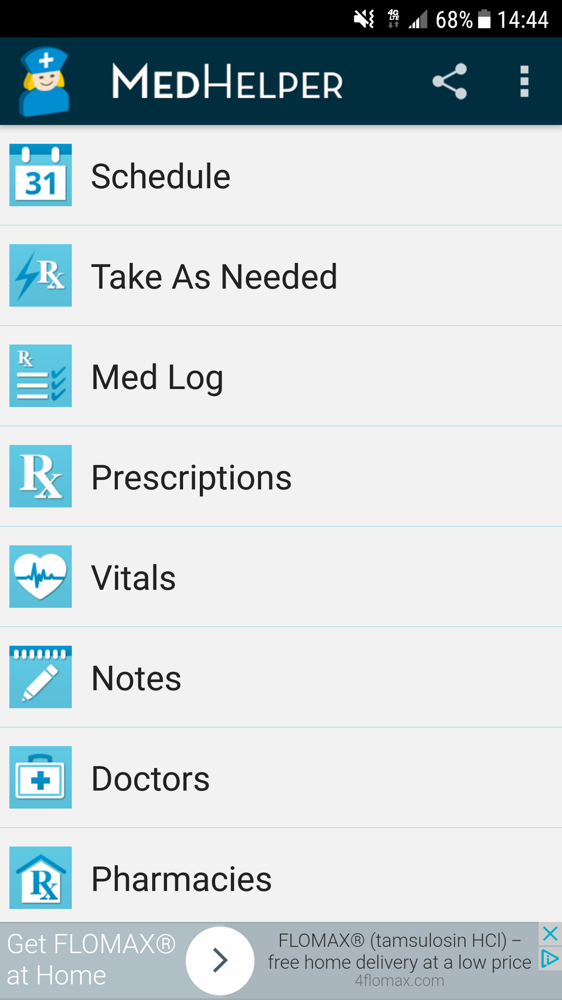 4G
LTE
68%
14:44
MEDHELPER
31
Schedule
Rx
Take As Needed
Rx
Med Log
Rx
Prescriptions
Vitals
Notes
Doctors
Rx
Pharmacies
Get FLOMAX®
at Home
FLOMAX® (tamsulosin HCl) –
free home delivery at a low price
4flomax.com